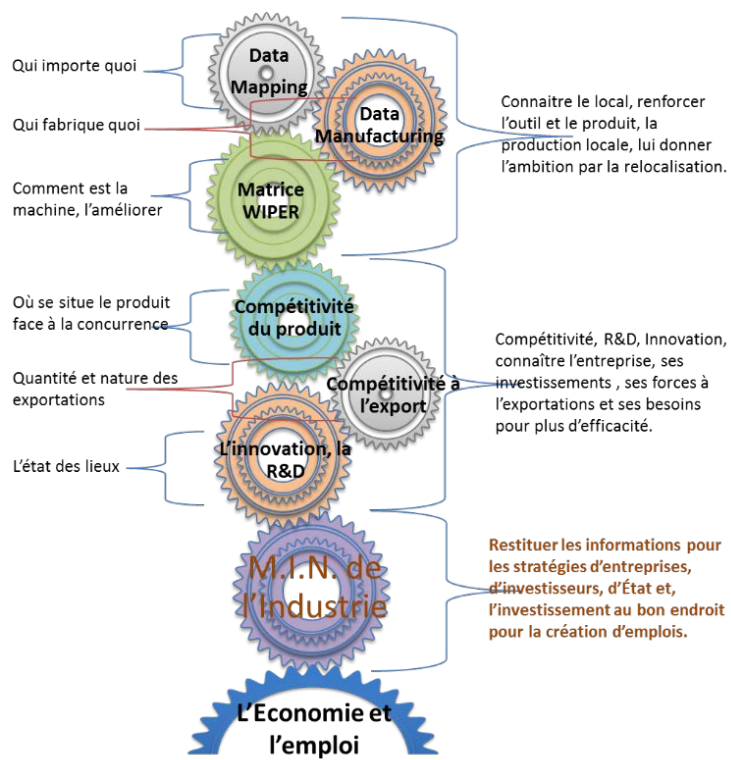 Data
Mapping
Qui importe quoi
Data
Manufacturing
Qui fabrique quoi
Connaitre le local, renforcer
l’outil et le produit, la
production locale, lui donner
l’ambition par la relocalisation.
Matrice
WIPER
Comment est la
machine, l’améliorer
Compétitivité
du produit
Où se situe le produit
face à la concurrence
Compétitivité à
l’export
Quantité et nature des
exportations
Compétitivité, R&D, Innovation,
connaître l’entreprise, ses
investissements , ses forces à
l’exportations et ses besoins
pour plus d’efficacité.
L’innovation, la
R&D
L’état des lieux
M.I.N. de
l’Industrie
Restituer les informations pour
les stratégies d’entreprises,
d’investisseurs, d’État et,
l’investissement au bon endroit
pour la création d’emplois.
L’Economie et
l’emploi